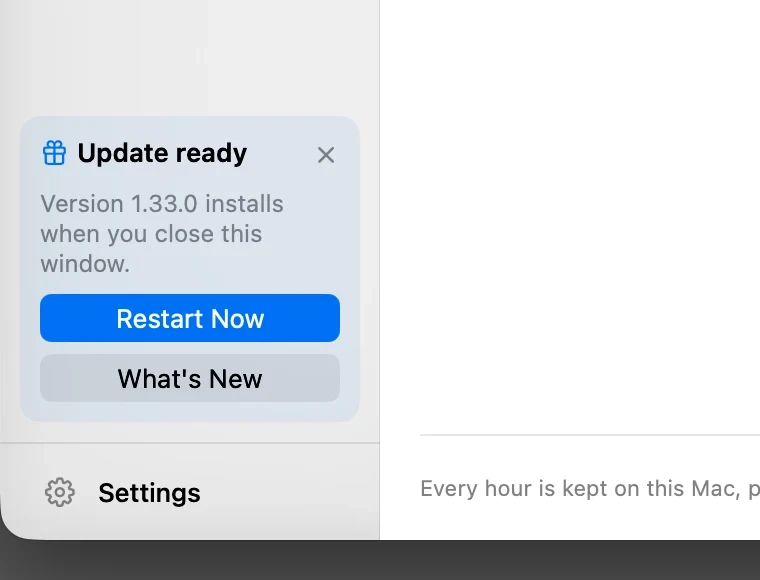 Update ready
Version 1.33.0 installs
when you close this
window.
Restart Now
What's New
Settings
Every hour is kept on this Mac, p